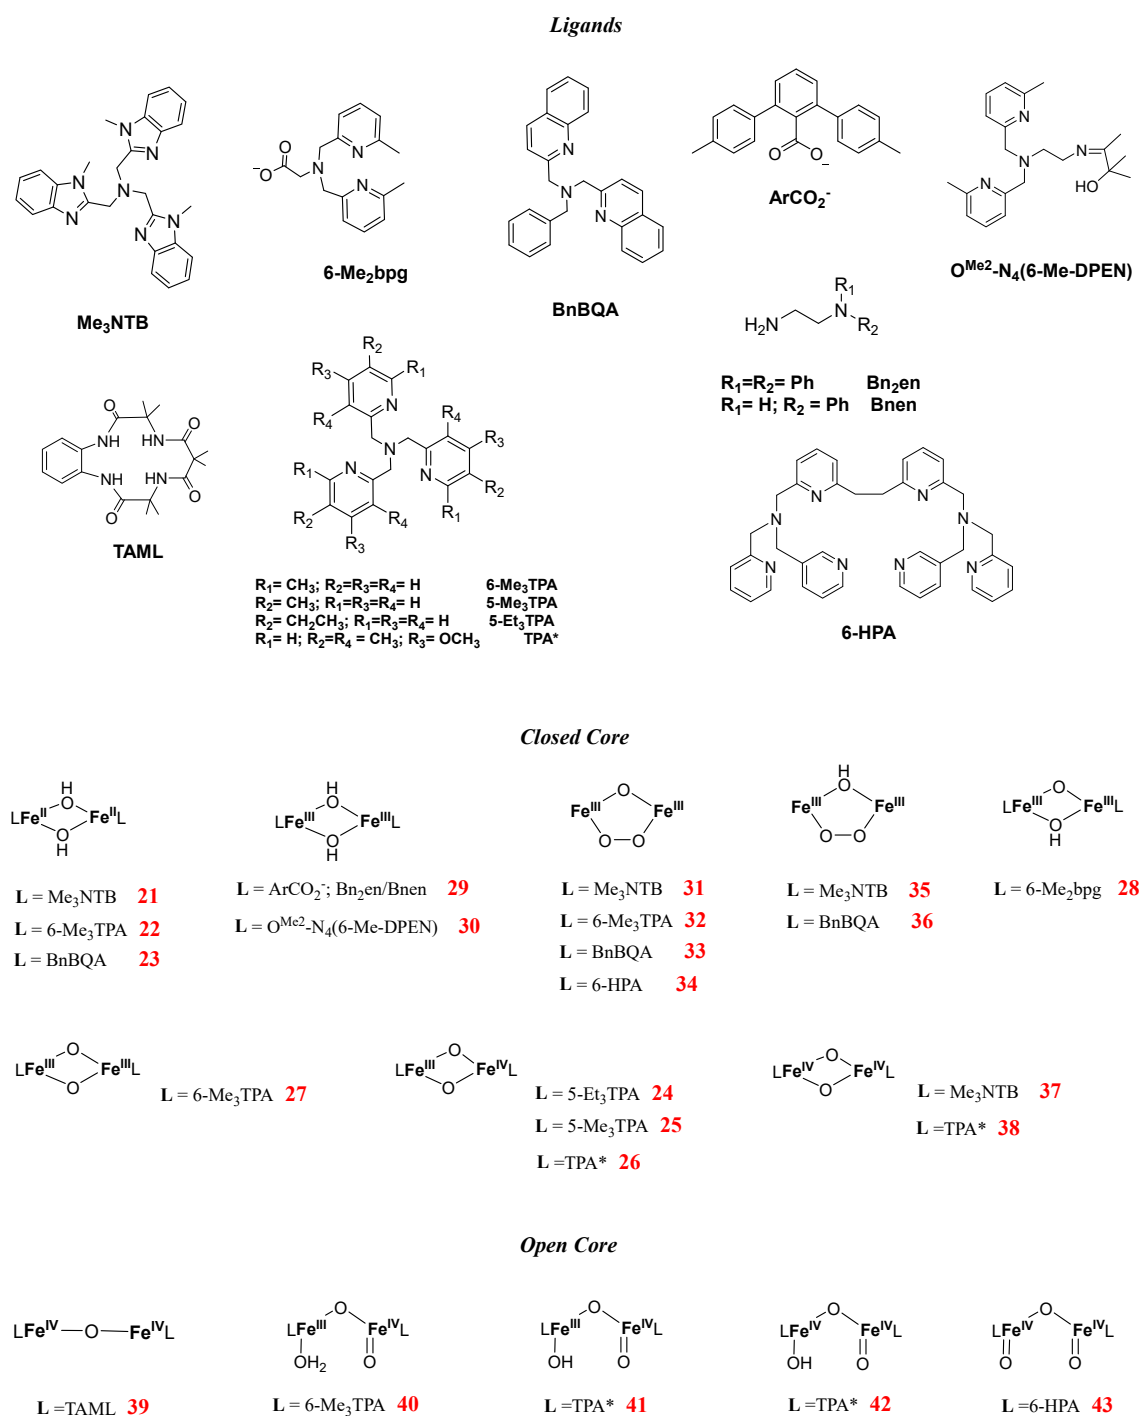 Ligands
Me3NTB
6-Me2bpg
BnBQA
ArCO2-
OMe2-N4(6-Me-DPEN)
R1=R2= Ph Bn2en
R1= H; R2 = Ph Bnen
TAML
R1= CH3; R2=R3=R4= H 6-Me3TPA
R2= CH3; R1=R3=R4= H 5-Me3TPA
R2= CH2CH3; R1=R3=R4= H 5-Et3TPA
R1= H; R2=R4 = CH3; R3= OCH3 TPA*
6-HPA
Closed Core
L = Me3NTB 21
L = 6-Me3TPA 22
L = BnBQA 23
L = ArCO2-; Bn2en/Bnen 29
L = OMe2-N4(6-Me-DPEN) 30
L = Me3NTB 31
L = 6-Me3TPA 32
L = BnBQA 33
L = 6-HPA 34
L = Me3NTB 35
L = BnBQA 36
L = 6-Me2bpg 28
L = 6-Me3TPA 27
L = 5-Et3TPA 24
L = 5-Me3TPA 25
L =TPA* 26
L = Me3NTB 37
L =TPA* 38
Open Core
L =TAML 39
L = 6-Me3TPA 40
L =TPA* 41
L =TPA* 42
L =6-HPA 43